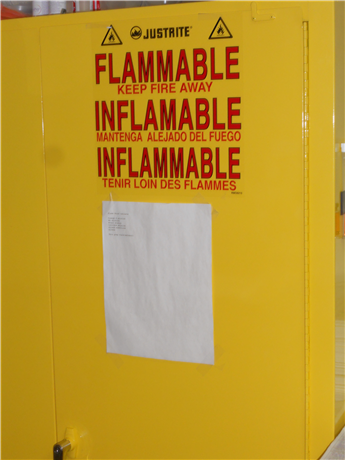 JUSTRITE
FLAMMABLE
KEEP FIRE AWAY
INFLAMABLE
MANTENGA ALEJADO DEL FUEGO
INFLAMMABLE
TENIR LOIN DES FLAMMES